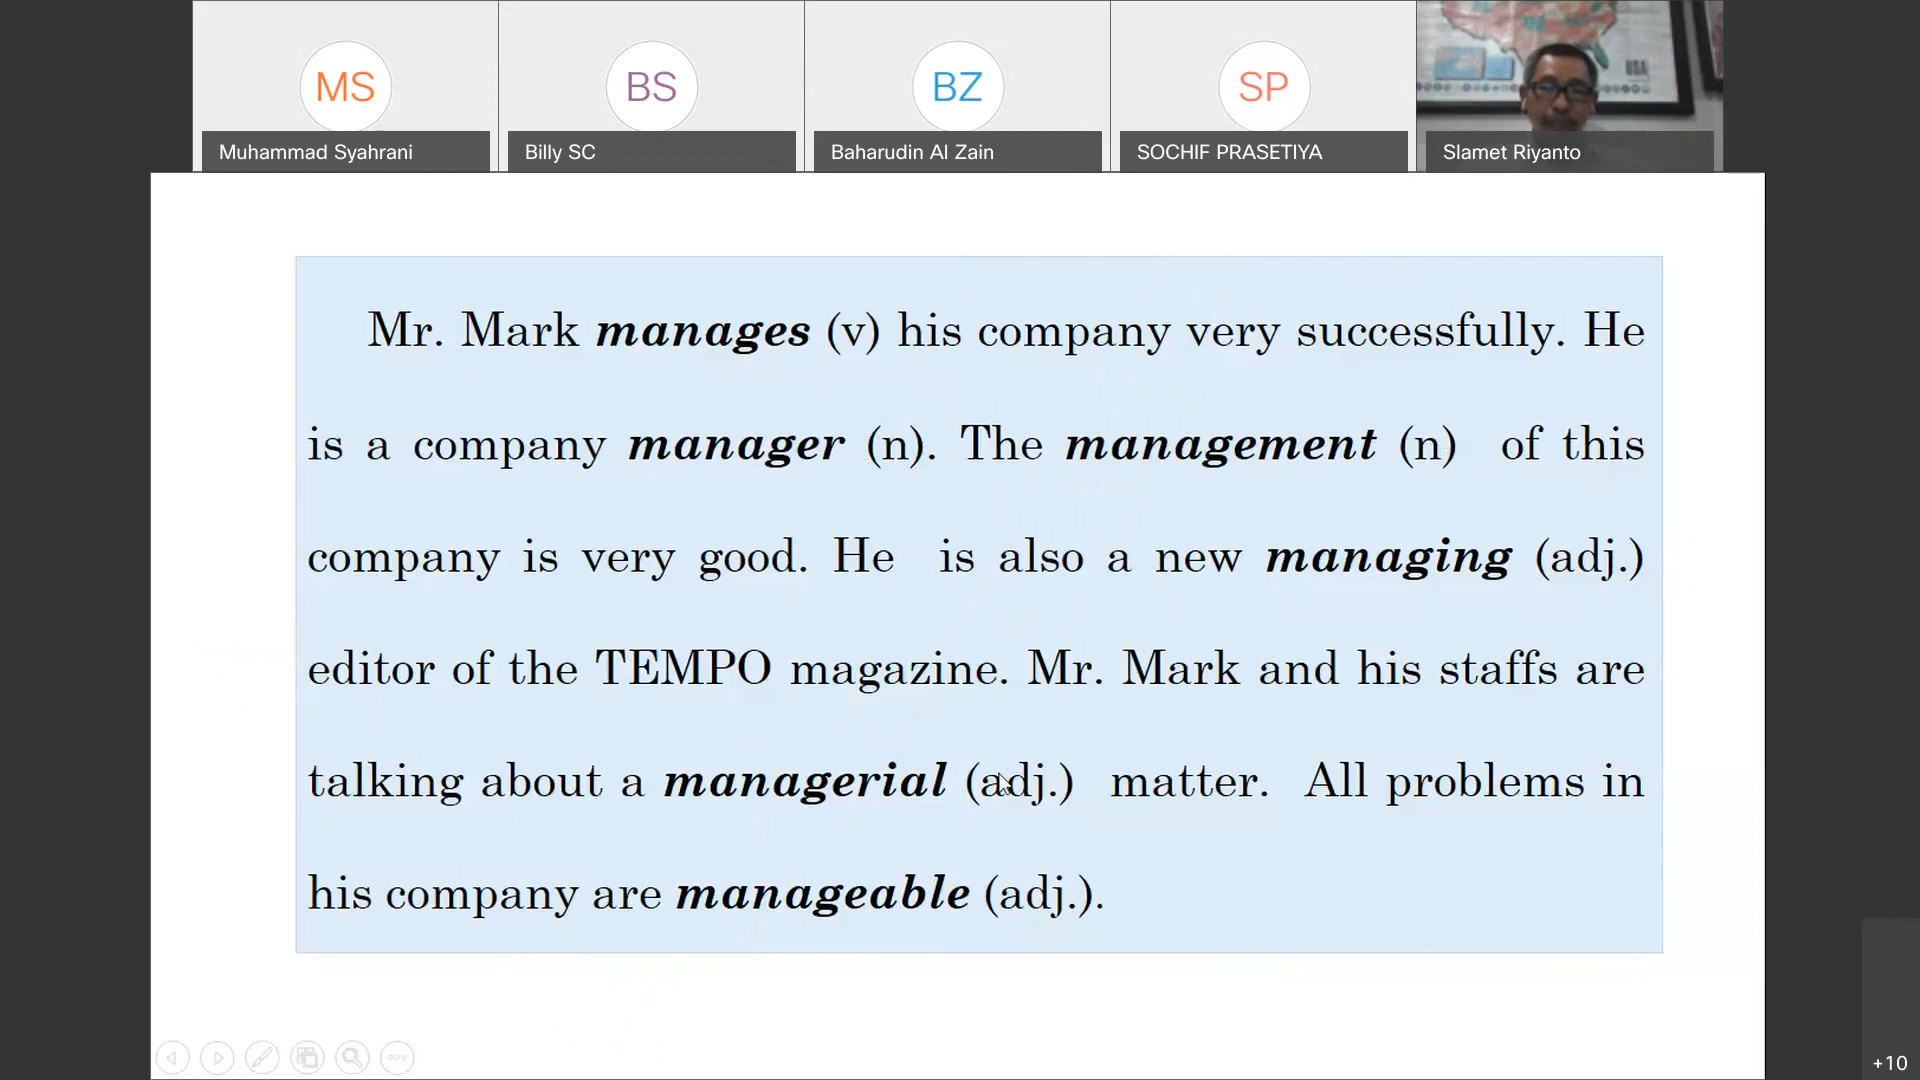 MS
BS
BZ
SP
USA
Muhammad Syahrani
Billy SC
Baharudin Al Zain
SOCHIF PRASETIYA
Slamet Riyanto
Mr. Mark manages (v) his company very successfully. He
is a company manager (n). The management (n) of this
company is very good. He is also a new managing (adj.)
editor of the TEMPO magazine. Mr. Mark and his staffs are
talking about a managerial (adj.) matter. All problems in
his company are manageable (adj.).
+10